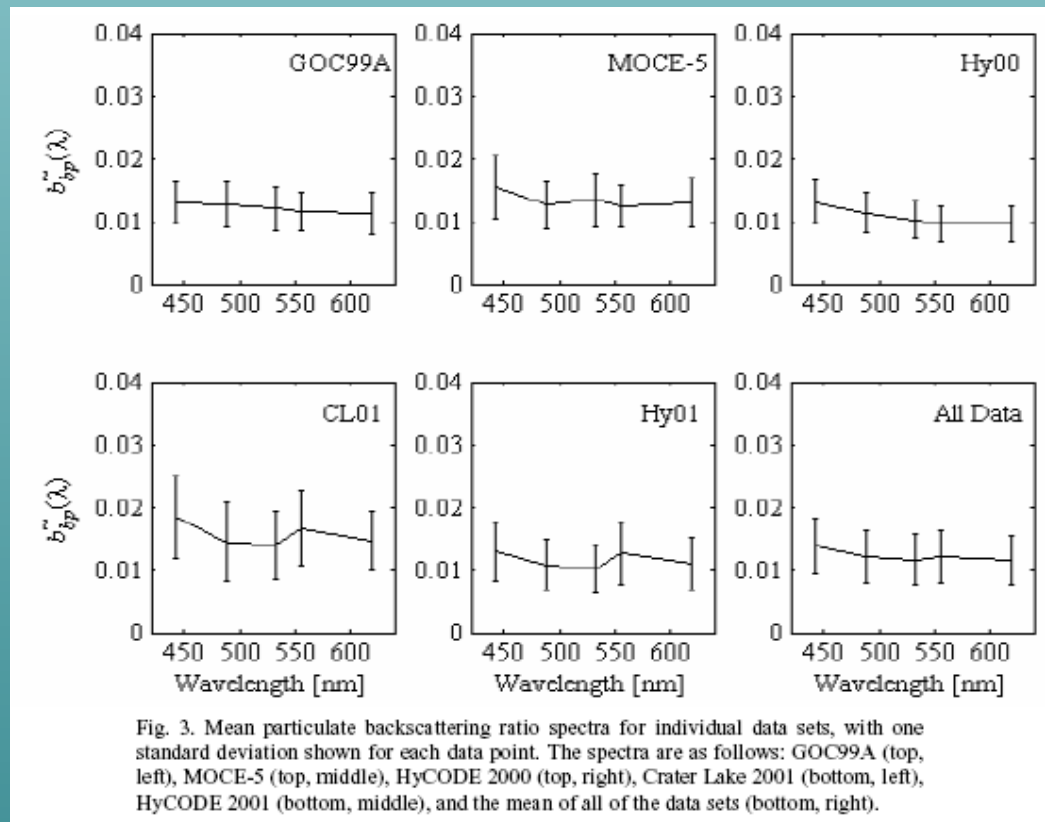 0.04
GOC99A
0.03
0.02
0.01
0
450 500 550 600
b̃bp(λ)
0.04
MOCE-5
0.03
0.02
0.01
0
450 500 550 600
0.04
Hy00
0.03
0.02
0.01
0
450 500 550 600
0.04
CL01
0.03
0.02
0.01
0
450 500 550 600
b̃bp(λ)
Wavelength [nm]
0.04
Hy01
0.03
0.02
0.01
0
450 500 550 600
Wavelength [nm]
0.04
All Data
0.03
0.02
0.01
0
450 500 550 600
Wavelength [nm]
Fig. 3. Mean particulate backscattering ratio spectra for individual data sets, with one
standard deviation shown for each data point. The spectra are as follows: GOC99A (top,
left), MOCE-5 (top, middle), HyCODE 2000 (top, right), Crater Lake 2001 (bottom, left),
HyCODE 2001 (bottom, middle), and the mean of all of the data sets (bottom, right).